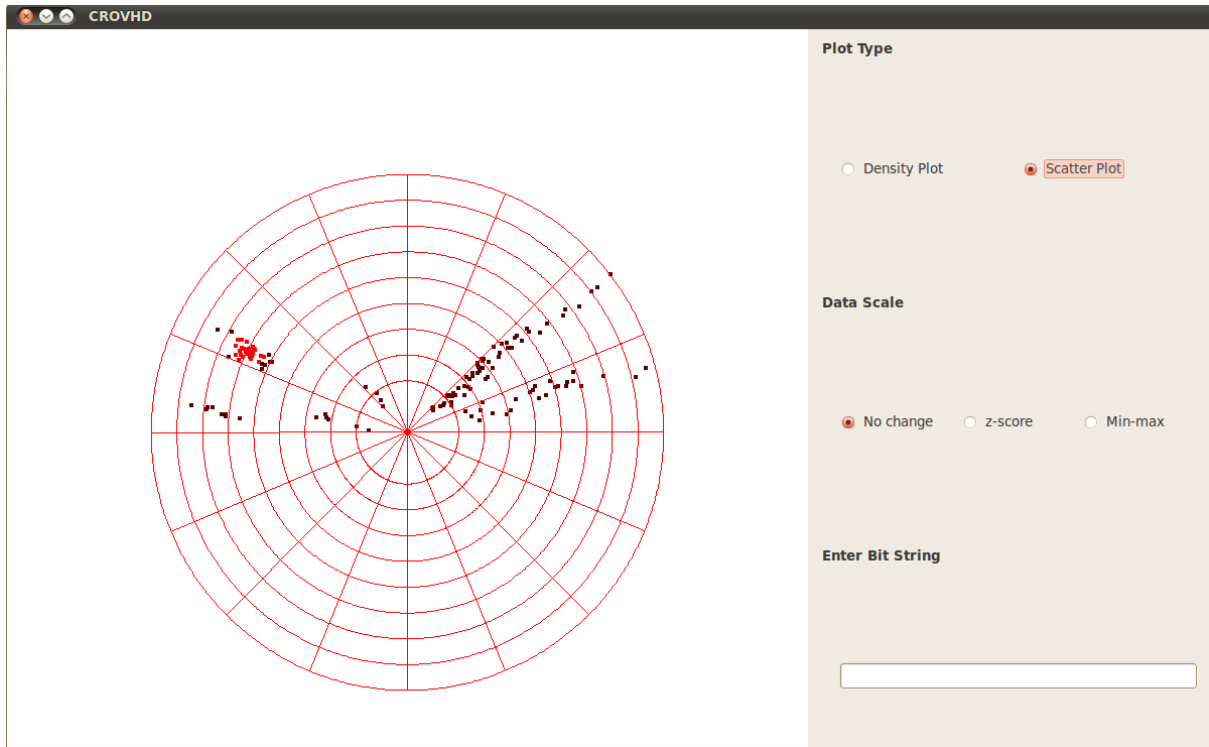 CROVHD
Plot Type
Density Plot
Scatter Plot
Data Scale
No change
z-score
Min-max
Enter Bit String